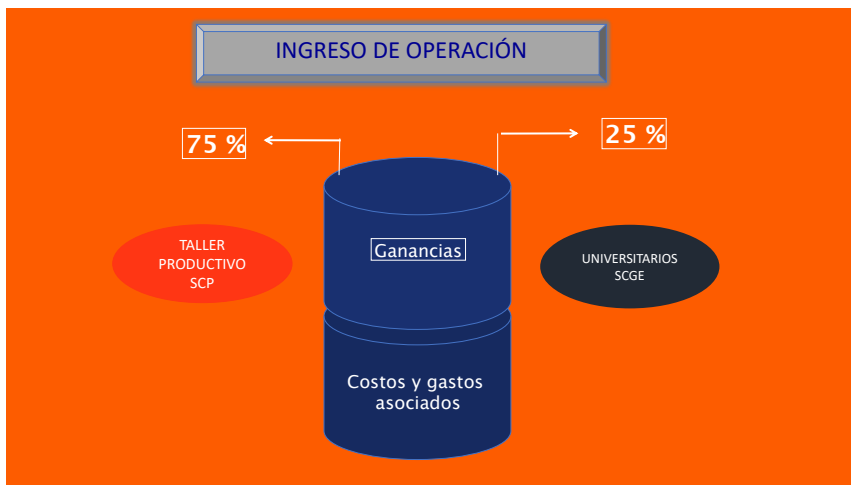 INGRESO DE OPERACIÓN
75 %
25 %
TALLER
PRODUCTIVO
SCP
Ganancias
UNIVERSITARIOS
SCGE
Costos y gastos
asociados